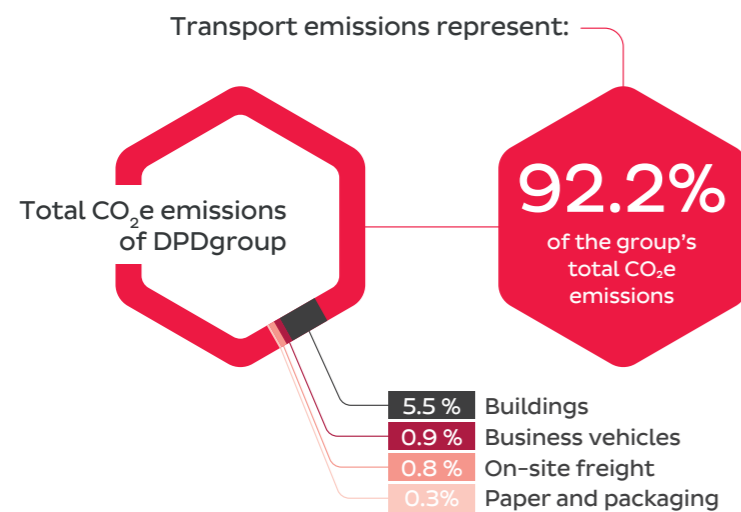 Transport emissions represent:
Total CO₂e emissions
of DPDgroup
92.2%
of the group's
total CO₂e
emissions
5.5 % Buildings
0.9 % Business vehicles
0.8 % On-site freight
0.3% Paper and packaging